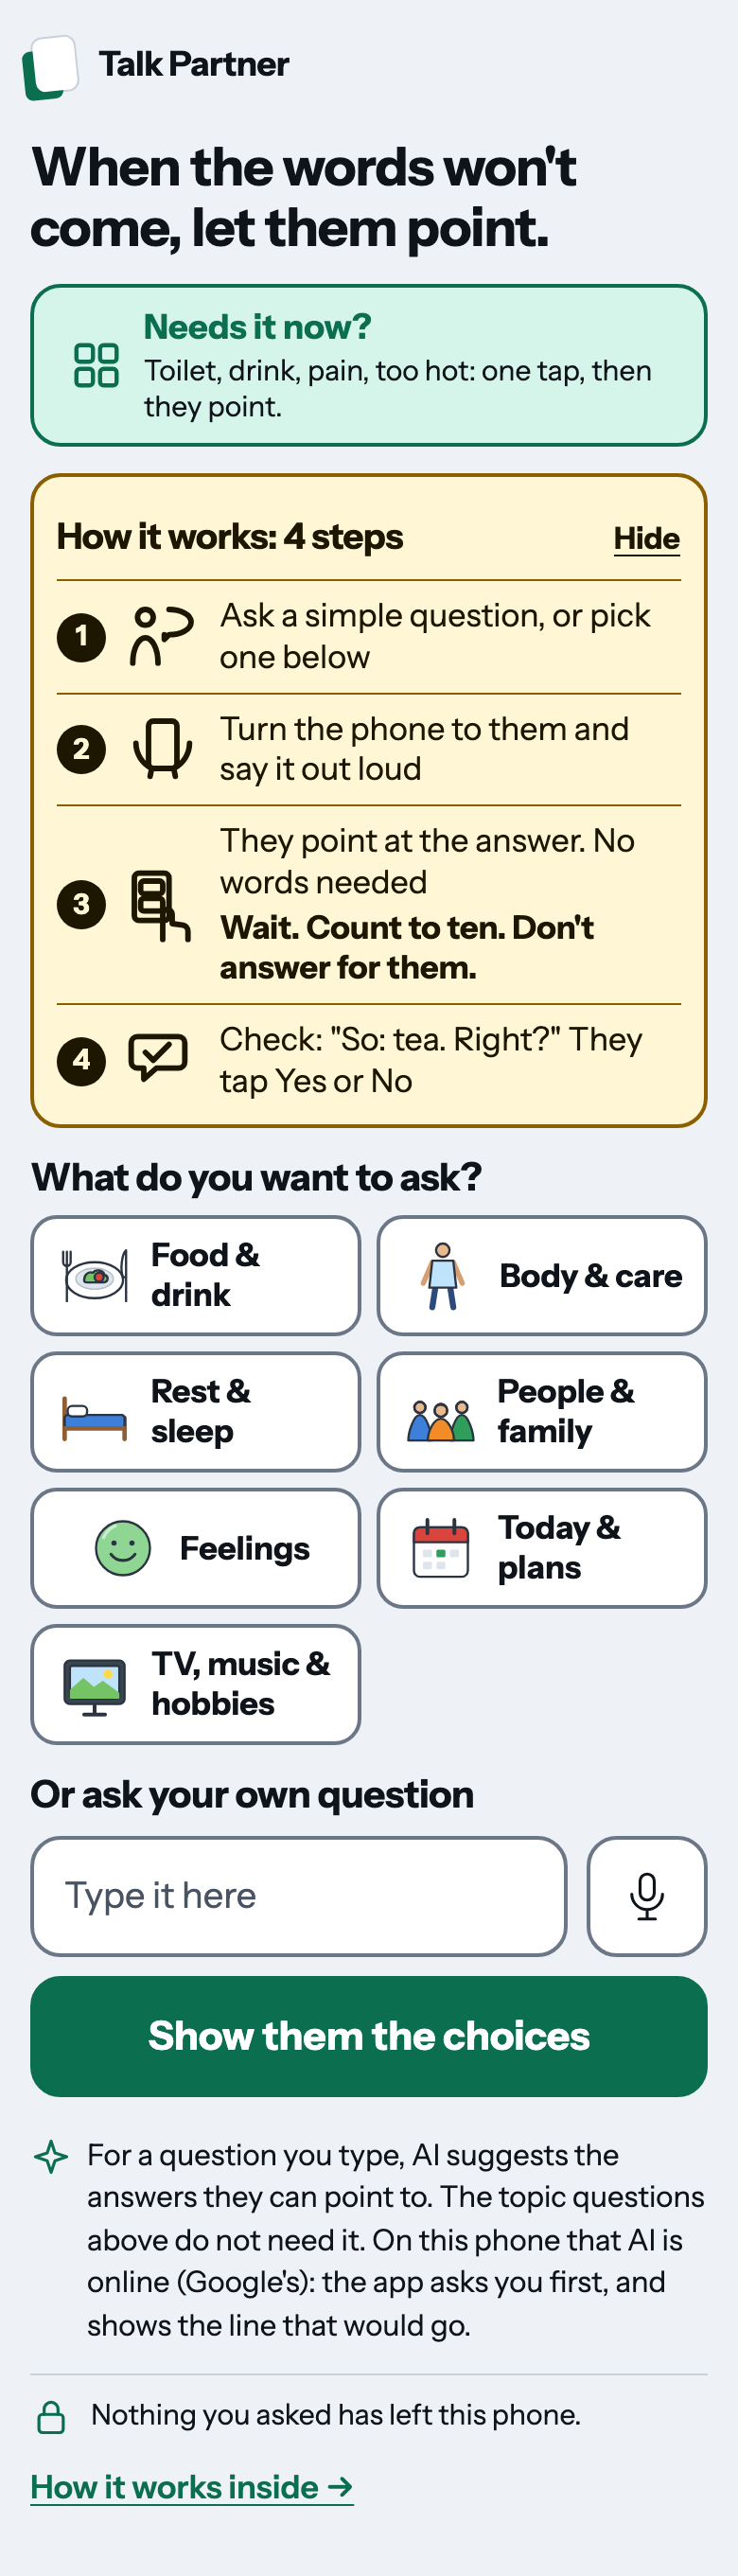 Talk Partner
When the words won't
come, let them point.
Needs it now?
Toilet, drink, pain, too hot: one tap, then
they point.
How it works: 4 steps
Hide
1
Ask a simple question, or pick
one below
2
Turn the phone to them and
say it out loud
3
They point at the answer. No
words needed
Wait. Count to ten. Don't
answer for them.
4
Check: "So: tea. Right?" They
tap Yes or No
What do you want to ask?
Food &
drink
Body & care
Rest &
sleep
People &
family
Feelings
Today &
plans
TV, music &
hobbies
Or ask your own question
Type it here
Show them the choices
For a question you type, AI suggests the
answers they can point to. The topic questions
above do not need it. On this phone that AI is
online (Google's): the app asks you first, and
shows the line that would go.
Nothing you asked has left this phone.
How it works inside →